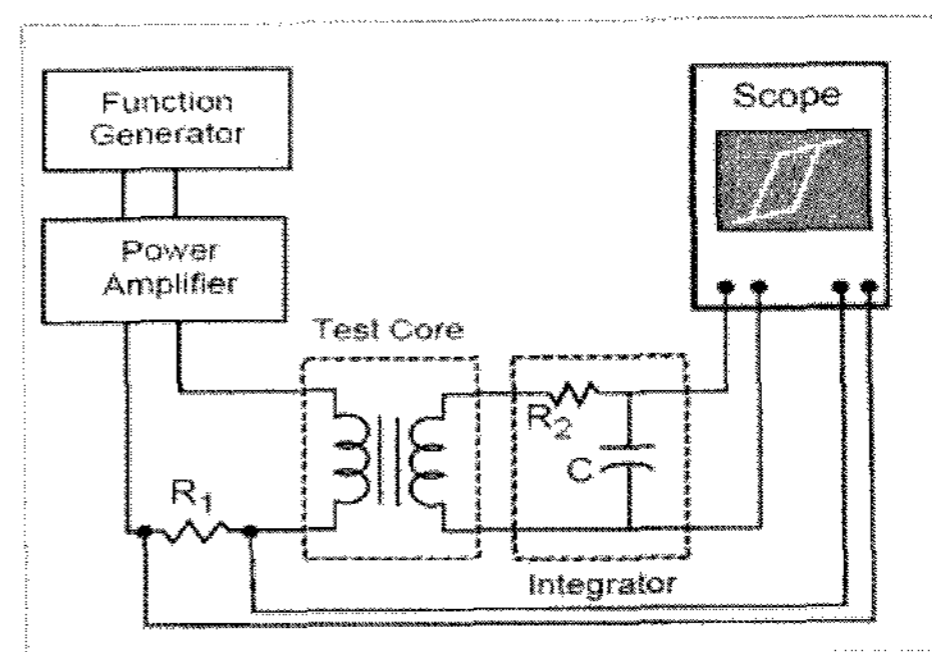 Function
Generator
Scope
Power
Amplifier
Test Core
R2
C
R1
Integrator